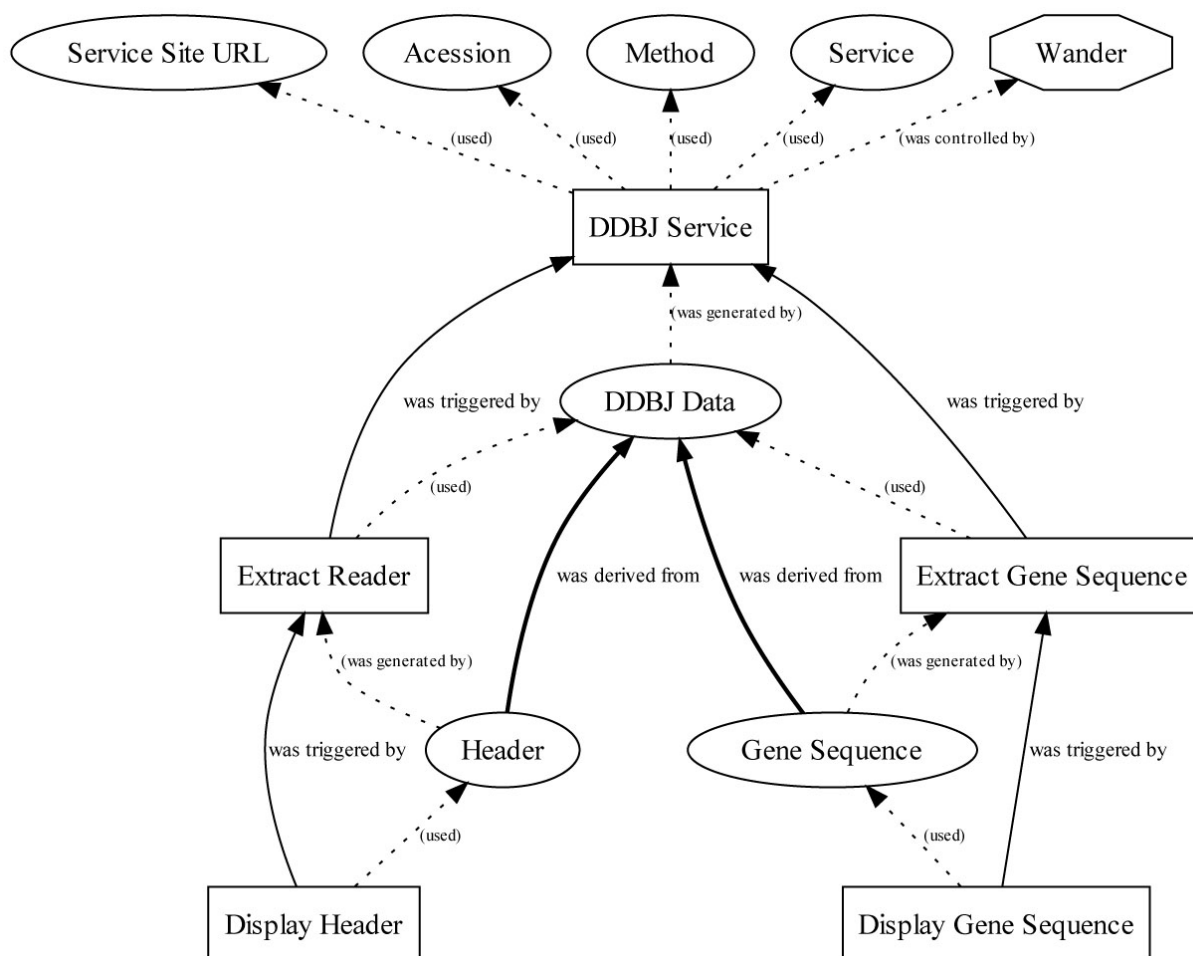 Service Site URL
Acession
Method
Service
Wander
(used)
(used)
(used)
(used)
(was controlled by)
DDBJ Service
(was generated by)
was triggered by
DDBJ Data
was triggered by
(used)
(used)
Extract Reader
was derived from
was derived from
Extract Gene Sequence
(was generated by)
(was generated by)
was triggered by
Header
Gene Sequence
was triggered by
(used)
(used)
Display Header
Display Gene Sequence